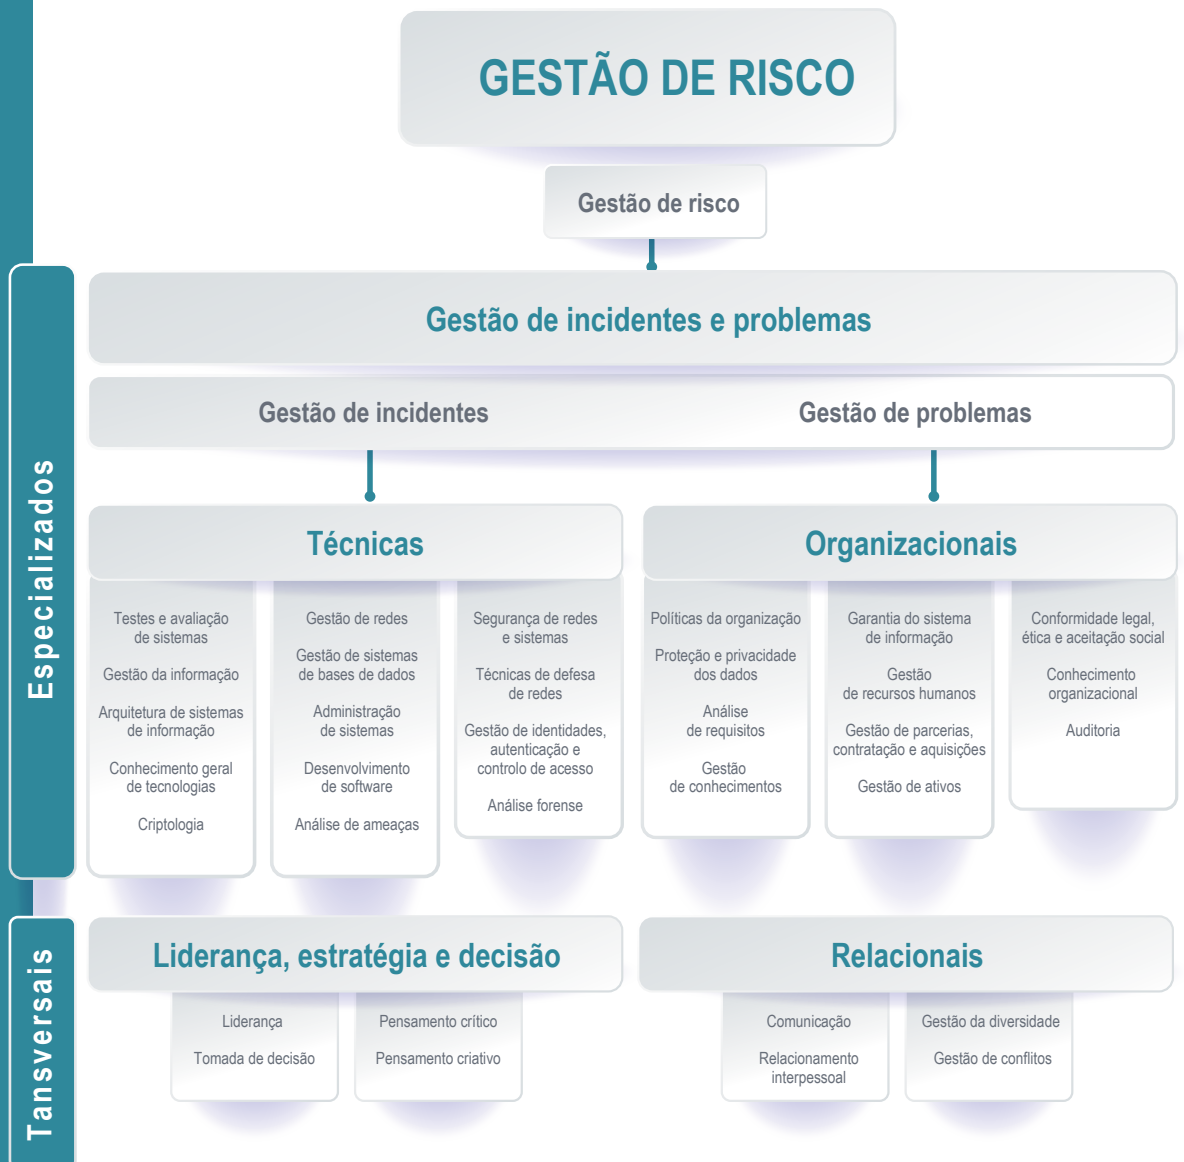 GESTÃO DE RISCO
Gestão de risco
Especializados
Gestão de incidentes e problemas
Gestão de incidentes
Gestão de problemas
Técnicas
Testes e avaliação
de sistemas
Gestão da informação
Arquitetura de sistemas
de informação
Conhecimento geral
de tecnologias
Criptologia
Gestão de redes
Gestão de sistemas
de bases de dados
Administração
de sistemas
Desenvolvimento
de software
Análise de ameaças
Segurança de redes
e sistemas
Técnicas de defesa
de redes
Gestão de identidades,
autenticação e
controlo de acesso
Análise forense
Organizacionais
Políticas da organização
Proteção e privacidade
dos dados
Análise
de requisitos
Gestão
de conhecimentos
Garantia do sistema
de informação
Gestão
de recursos humanos
Gestão de parcerias,
contratação e aquisições
Gestão de ativos
Conformidade legal,
ética e aceitação social
Conhecimento
organizacional
Auditoria
Tansversais
Liderança, estratégia e decisão
Liderança
Tomada de decisão
Pensamento crítico
Pensamento criativo
Relacionais
Comunicação
Relacionamento
interpessoal
Gestão da diversidade
Gestão de conflitos